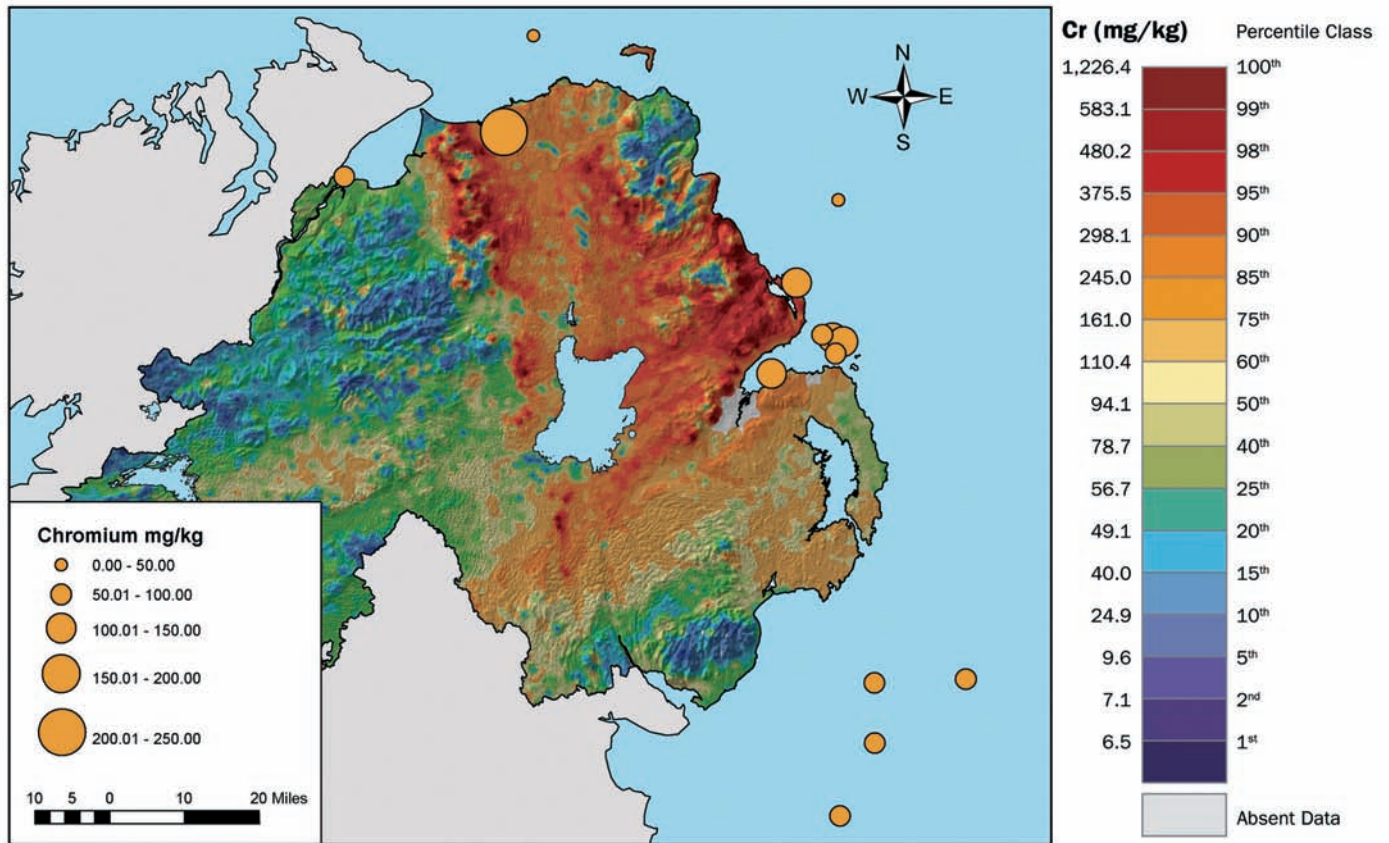 N
W E
S
Chromium mg/kg
0.00 - 50.00
50.01 - 100.00
100.01 - 150.00
150.01 - 200.00
200.01 - 250.00
10 5 0 10 20 Miles
Cr (mg/kg) Percentile Class
1,226.4 100th
583.1 99th
480.2 98th
375.5 95th
298.1 90th
245.0 85th
161.0 75th
110.4 60th
94.1 50th
78.7 40th
56.7 25th
49.1 20th
40.0 15th
24.9 10th
9.6 5th
7.1 2nd
6.5 1st
Absent Data